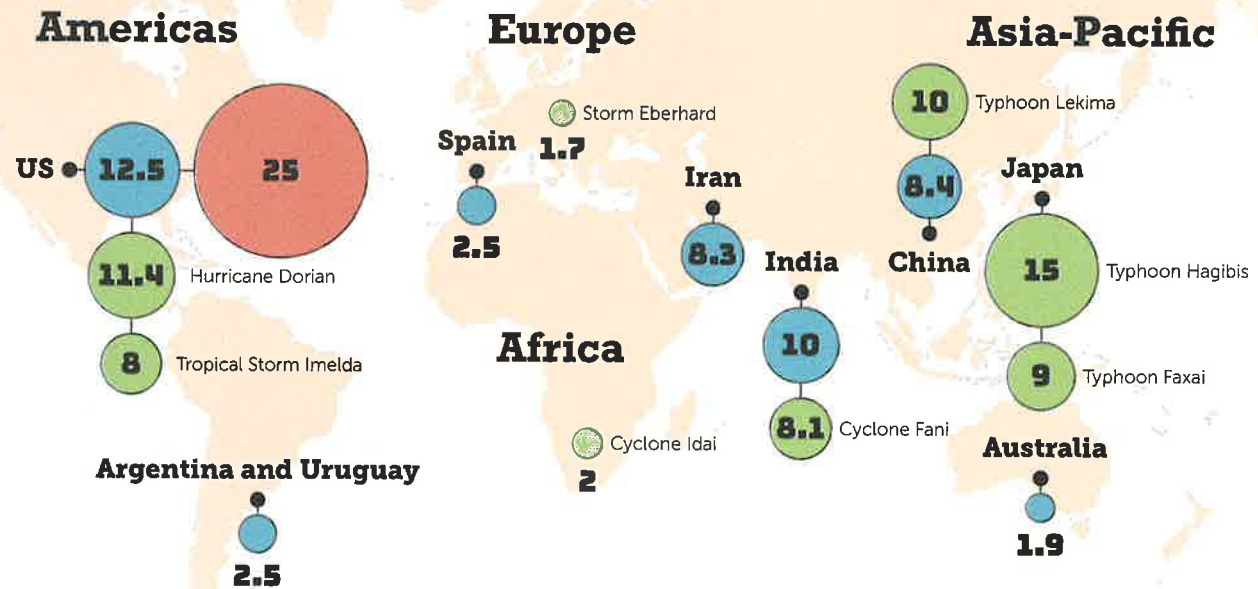 Americas
Europe
Asia-Pacific
10
Typhoon Lekima
Storm Eberhard
1.7
Spain
2.5
US
12.5
25
8.4
China
Japan
Iran
8.3
11.4
Hurricane Dorian
India
10
15
Typhoon Hagibis
8
Tropical Storm Imelda
Africa
9
Typhoon Faxai
8.1
Cyclone Fani
Cyclone Idai
2
Australia
1.9
Argentina and Uruguay
2.5